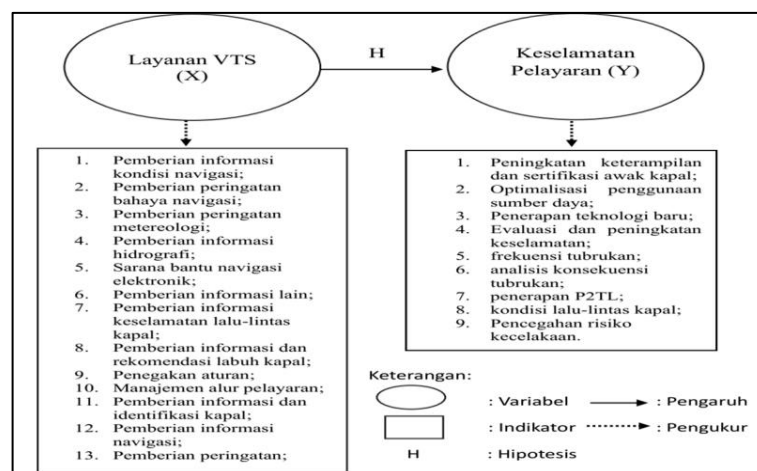 Layanan VTS
(X)
H
Keselamatan
Pelayaran (Y)
1. Pemberian informasi
kondisi navigasi;
2. Pemberian peringatan
bahaya navigasi;
3. Pemberian peringatan
metereologi;
4. Pemberian informasi
hidrografi;
5. Sarana bantu navigasi
elektronik;
6. Pemberian informasi lain;
7. Pemberian informasi
keselamatan lalu-lintas
kapal;
8. Pemberian informasi dan
rekomendasi labuh kapal;
9. Penegakan aturan;
10. Manajemen alur pelayaran;
11. Pemberian informasi dan
identifikasi kapal;
12. Pemberian informasi
navigasi;
13. Pemberian peringatan;
1. Peningkatan keterampilan
dan sertifikasi awak kapal;
2. Optimalisasi penggunaan
sumber daya;
3. Penerapan teknologi baru;
4. Evaluasi dan peningkatan
keselamatan;
5. frekuensi tubrukan;
6. analisis konsekuensi
tubrukan;
7. penerapan P2TL;
8. kondisi lalu-lintas kapal;
9. Pencegahan risiko
kecelakaan.
Keterangan:
: Variabel
: Pengaruh
: Indikator
: Pengukur
H : Hipotesis